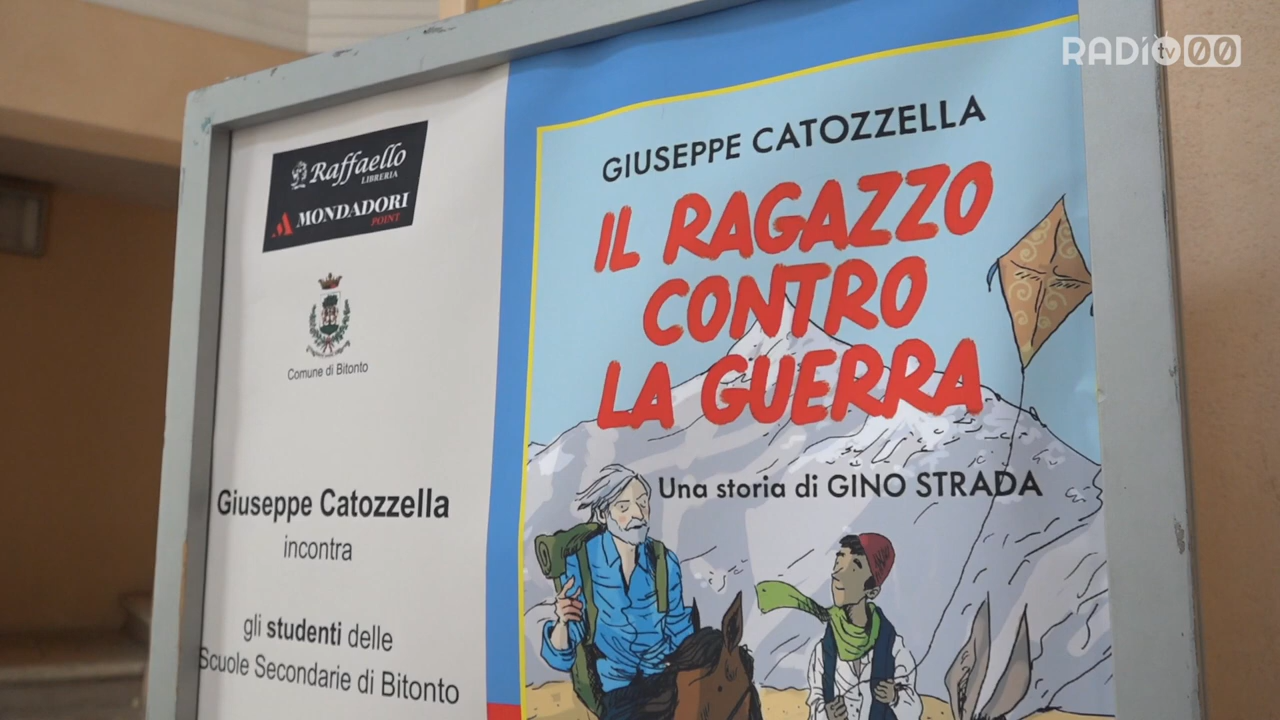 RADIO tv 00
Raffaello
LIBRERIA
MONDADORI
POINT
Comune di Bitonto
Giuseppe Catozzella
incontra
gli studenti delle
Scuole Secondarie di Bitonto
GIUSEPPE CATOZZELLA
IL RAGAZZO
CONTRO
LA GUERRA
Una storia di GINO STRADA